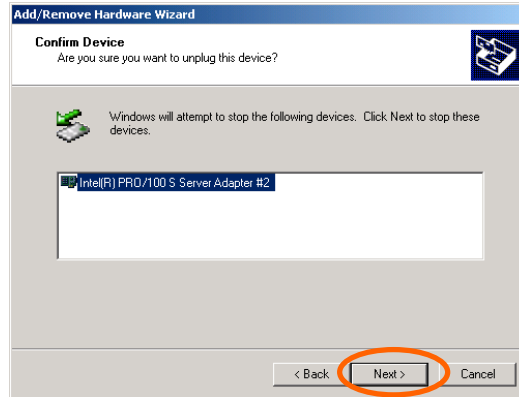 Add/Remove Hardware Wizard
Confirm Device
Are you sure you want to unplug this device?
Windows will attempt to stop the following devices. Click Next to stop these
devices.
Intel(R) PRO/100 S Server Adapter #2
< Back
Next >
Cancel